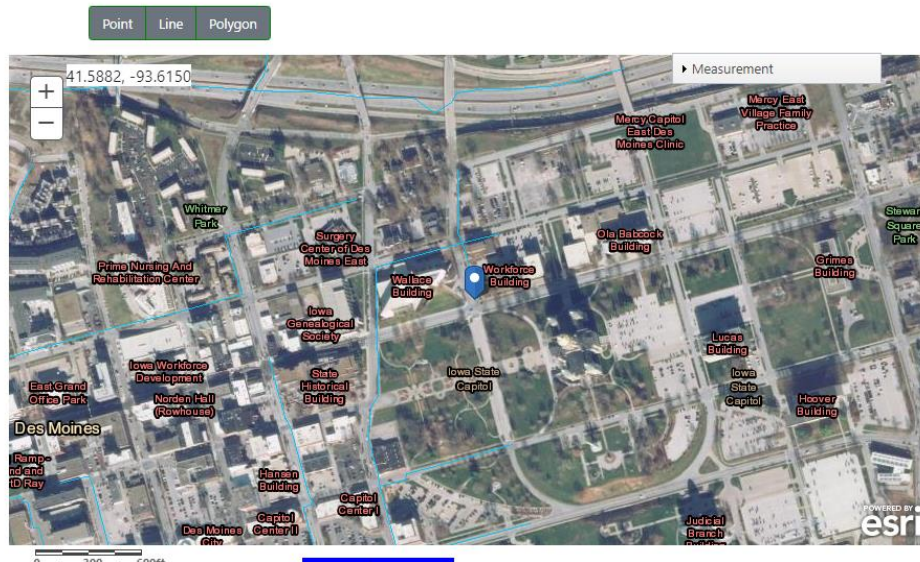 Point Line Polygon
41.5882, -93.6150
Measurement
+
−
Mercy East
Village Family
Practice
Mercy Capitol
East Des
Moines Clinic
Whitmer
Park
Surgery
Center of Des
Moines East
Ola Babcock
Building
Stewar
Square
Park
Prime Nursing And
Rehabilitation Center
Wallace
Building
Workforce
Building
Grimes
Building
Iowa
Genealogical
Society
Lucas
Building
Iowa Workforce
Development
State
Historical
Building
Iowa State
Capitol
Iowa
State
Capitol
East Grand
Office Park
Norden Hall
(Rowhouse)
Hoover
Building
Des Moines
Ramp -
nd and
tD Ray
Hansen
Building
Capitol
Center I
Capitol
Center II
Des Moines
City
Judicial
Branch
Building
POWERED BY
esri
0 300 600ft